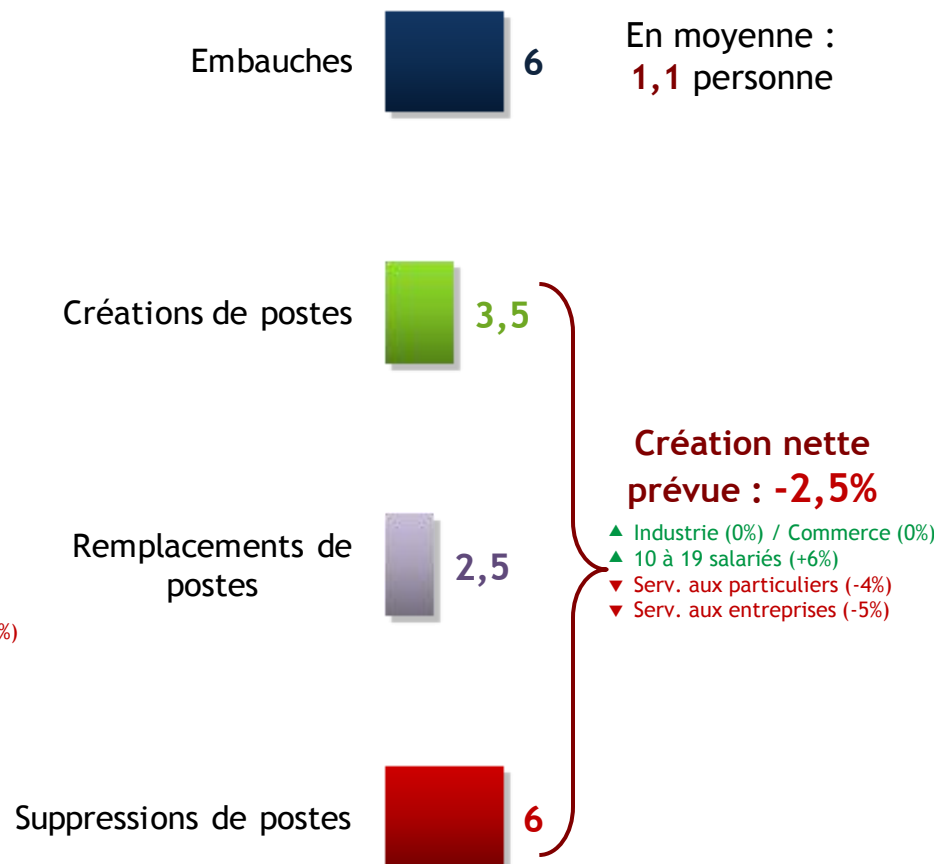 Embauches
6
En moyenne :
1,1 personne
Créations de postes
3,5
Création nette
prévue : -2,5%
▲ Industrie (0%) / Commerce (0%)
▲ 10 à 19 salariés (+6%)
▼ Serv. aux particuliers (-4%)
▼ Serv. aux entreprises (-5%)
Remplacements de
postes
2,5
%)
Suppressions de postes
6